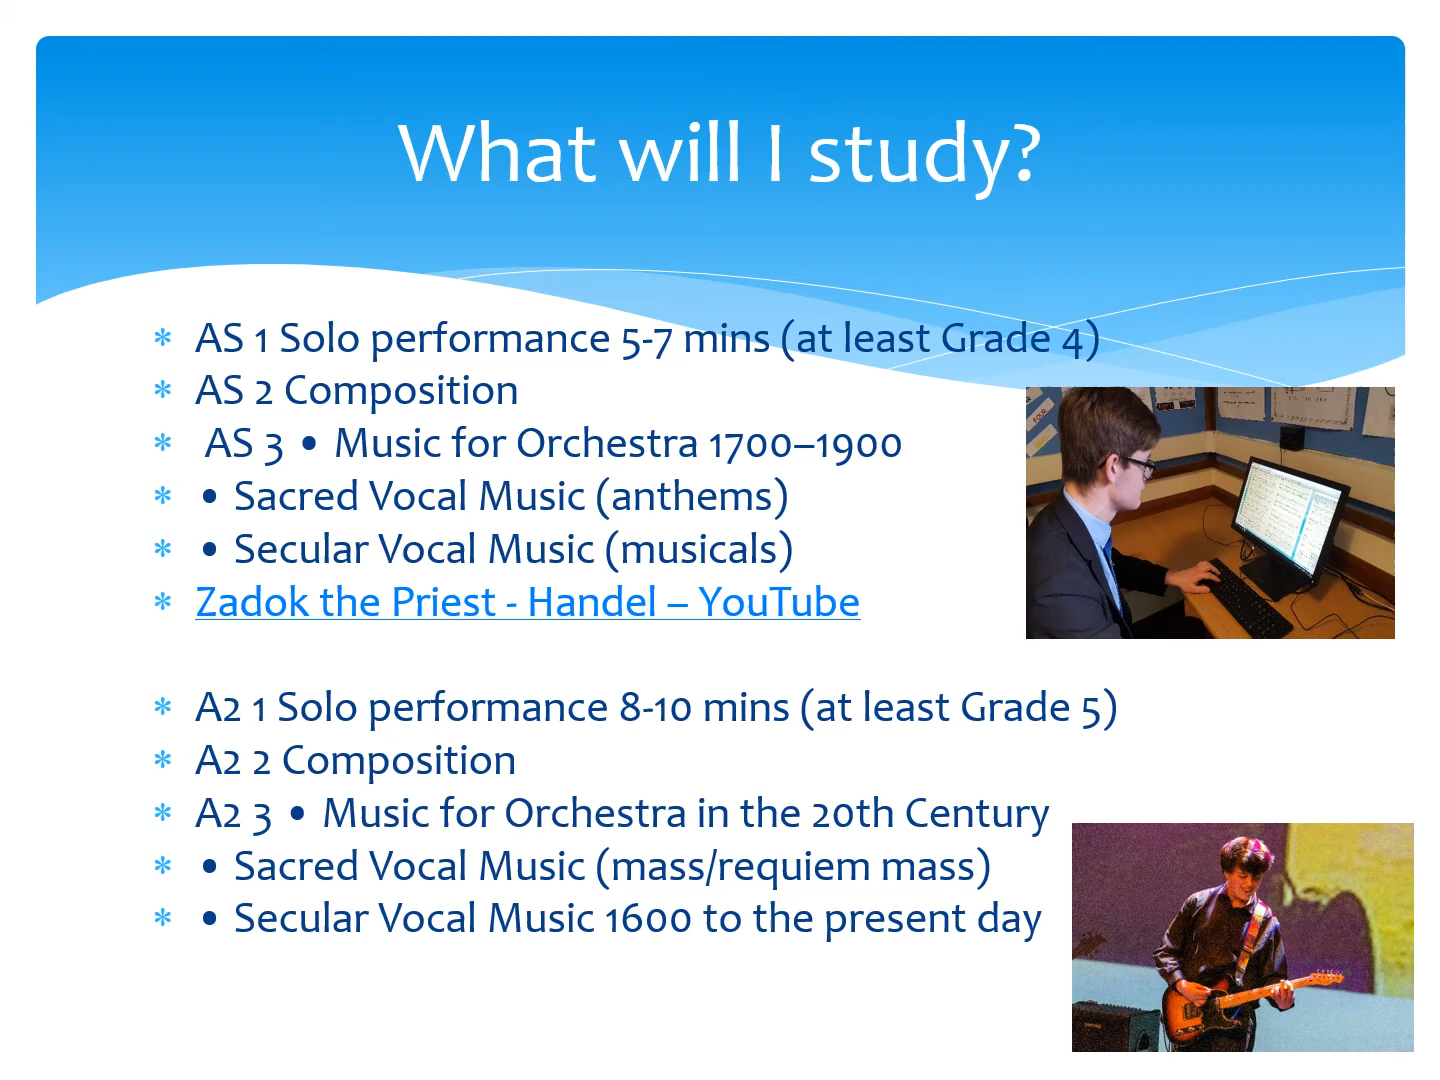 What will I study?
* AS 1 Solo performance 5-7 mins (at least Grade 4)
* AS 2 Composition
* AS 3 • Music for Orchestra 1700–1900
* • Sacred Vocal Music (anthems)
* • Secular Vocal Music (musicals)
* Zadok the Priest - Handel – YouTube
* A2 1 Solo performance 8-10 mins (at least Grade 5)
* A2 2 Composition
* A2 3 • Music for Orchestra in the 20th Century
* • Sacred Vocal Music (mass/requiem mass)
* • Secular Vocal Music 1600 to the present day
FOUR